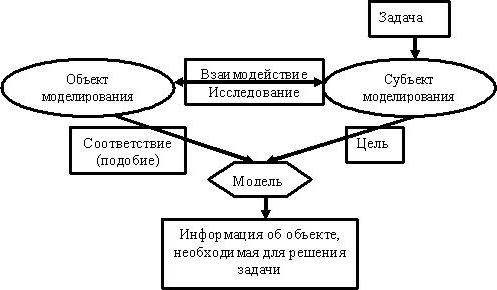 Задача
Объект
моделирования
Взаимодействие
Исследование
Субъект
моделирования
Соответствие
(подобие)
Цель
Модель
Информация об объекте,
необходимая для решения
задачи